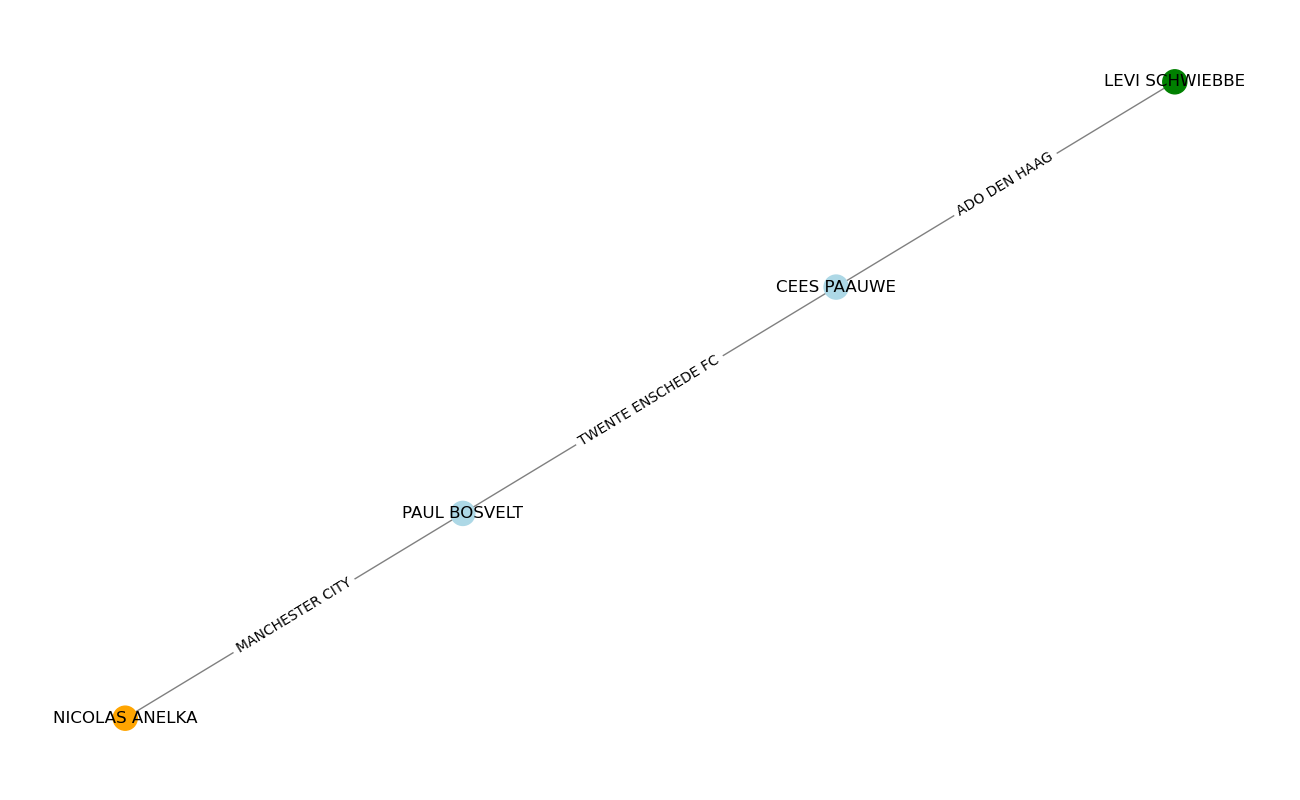 LEVI SCHWIEBBE
ADO DEN HAAG
CEES PAAUWE
TWENTE ENSCHEDE FC
PAUL BOSVELT
MANCHESTER CITY
NICOLAS ANELKA